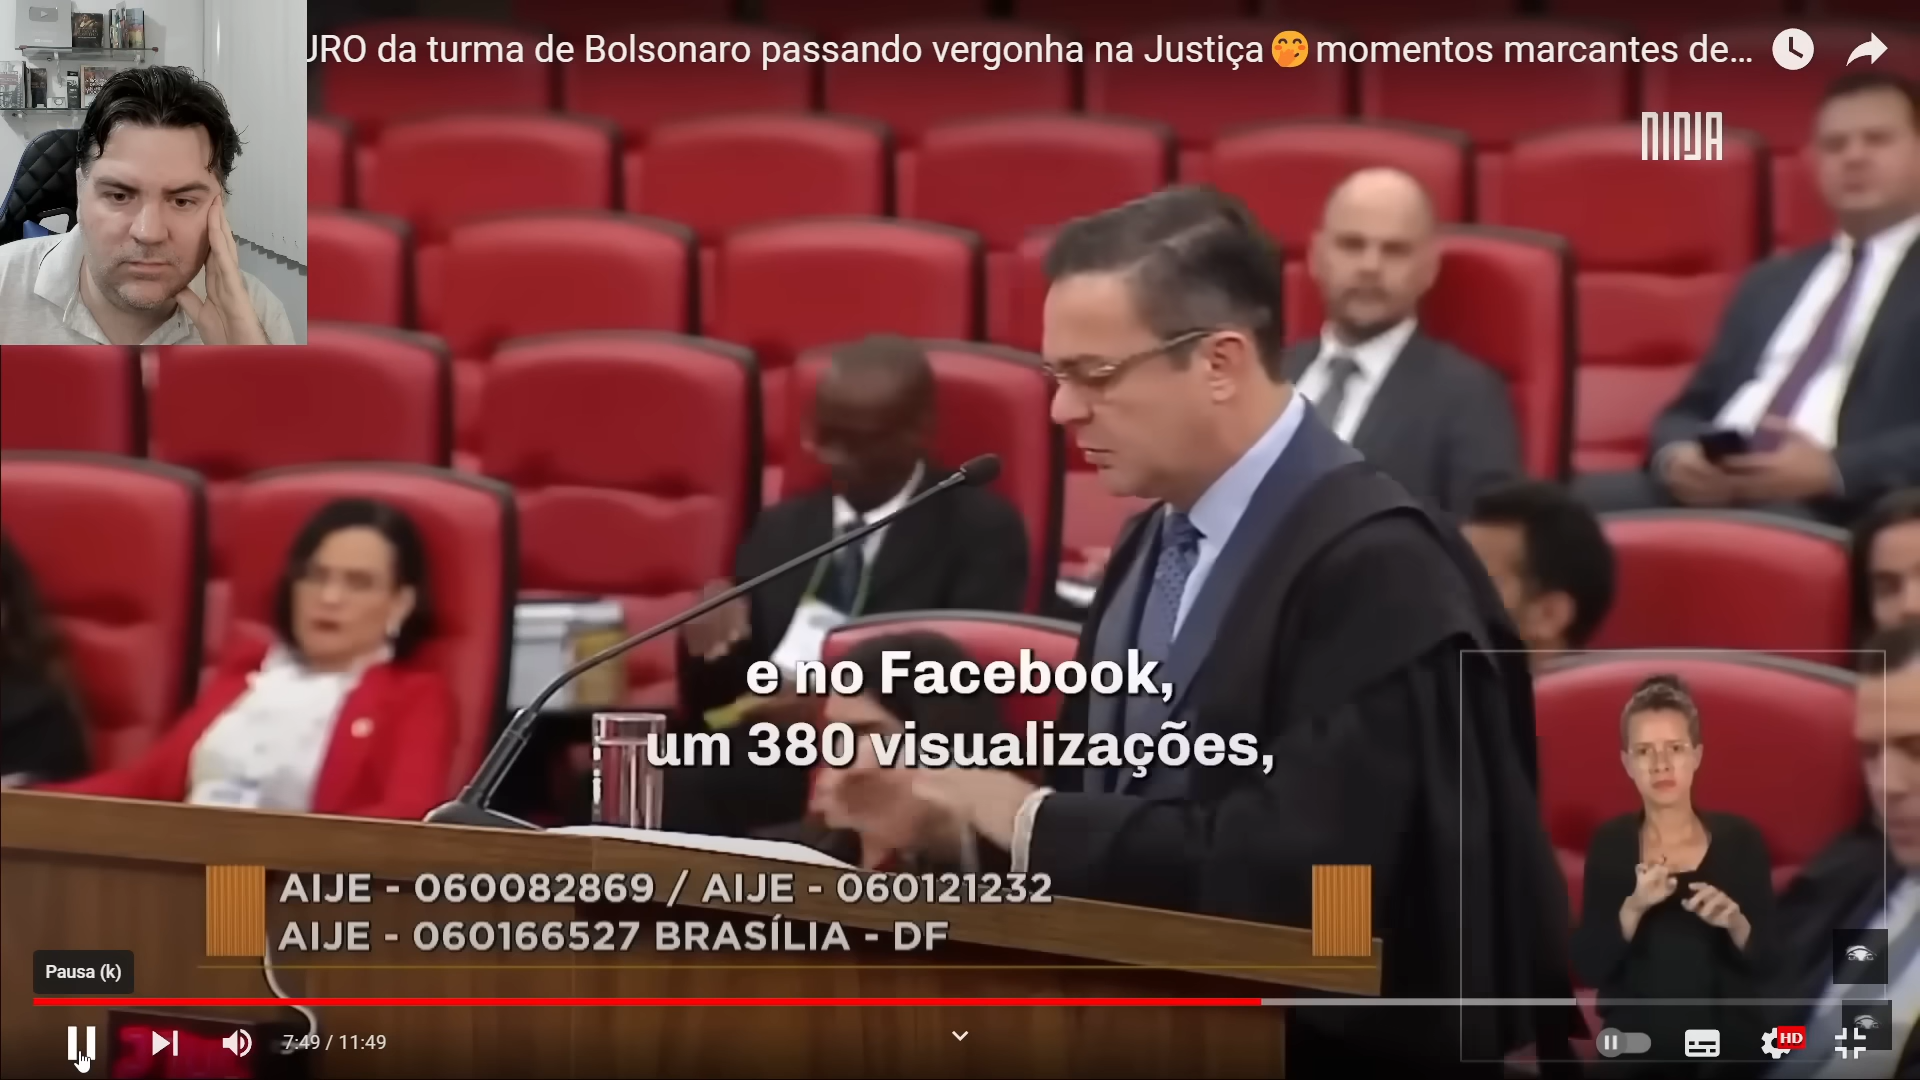 URO da turma de Bolsonaro passando vergonha na Justiça🤭momentos marcantes de...
NINJA
e no Facebook,
um 380 visualizações,
AIJE - 060082869 / AIJE - 060121232
AIJE - 060166527 BRASÍLIA - DF
Pausa (k)
7:49 / 11:49
HD